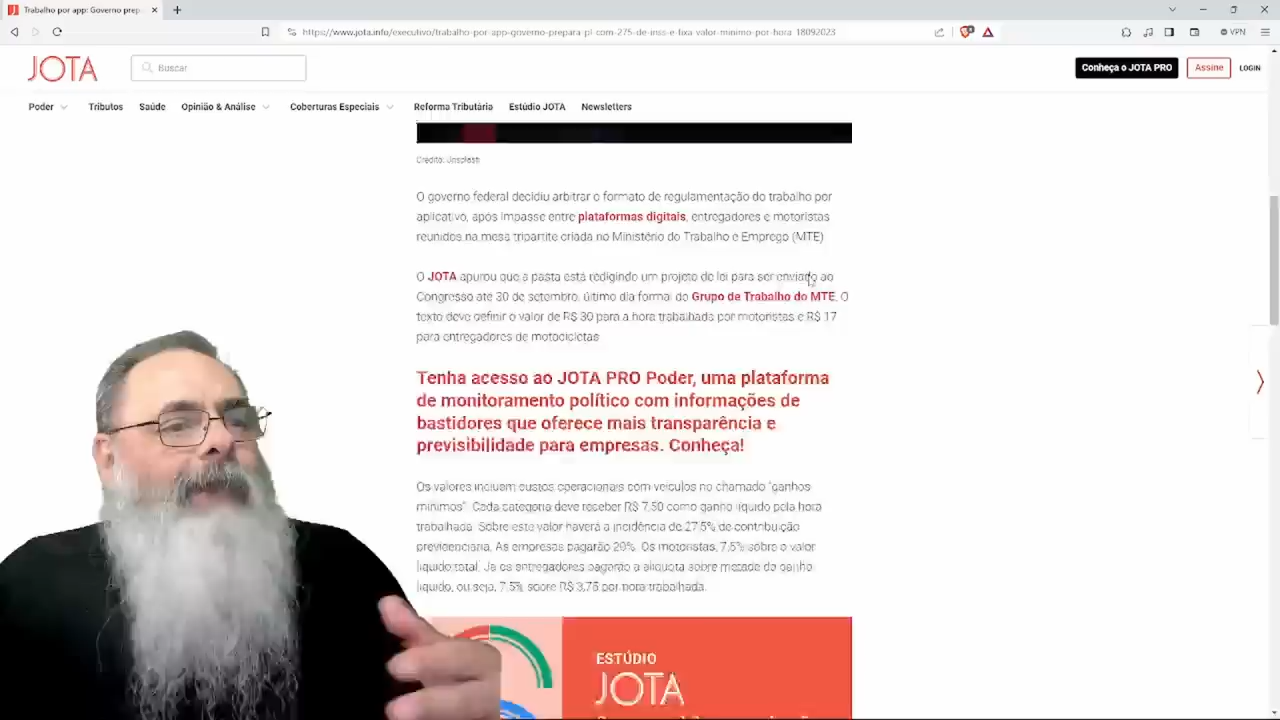 Trabalho por app: Governo prep
https://www.jota.info/executivo/trabalho-por-app-governo-prepara-pl-com-275-de-inss-e-fixa-valor-minimo-por-hora-18092023
VPN
JOTA
Buscar
Conheça o JOTA PRO
Assine
LOGIN
Poder
Tributos
Saúde
Opinião & Análise
Coberturas Especiais
Reforma Tributária
Estúdio JOTA
Newsletters
Crédito: Unsplash
O governo federal decidiu arbitrar o formato de regulamentação do trabalho por
aplicativo, após impasse entre plataformas digitais, entregadores e motoristas
reunidos na mesa tripartite criada no Ministério do Trabalho e Emprego (MTE)
O JOTA apurou que a pasta está redigindo um projeto de lei para ser enviado ao
Congresso até 30 de setembro, último dia formal do Grupo de Trabalho do MTE. O
texto deve definir o valor de R$ 30 para a hora trabalhada por motoristas e R$ 17
para entregadores de motocicletas
Tenha acesso ao JOTA PRO Poder, uma plataforma
de monitoramento político com informações de
bastidores que oferece mais transparência e
previsibilidade para empresas. Conheça!
Os valores incluem custos operacionais com veículos no chamado "ganhos
mínimos". Cada categoria deve receber R$ 7,50 como ganho líquido pela hora
trabalhada. Sobre este valor haverá a incidência de 27,5% de contribuição
previdenciária. As empresas pagarão 20%. Os motoristas, 7,5% sobre o valor
líquido total. Já os entregadores pagarão a alíquota sobre metade do ganho
líquido, ou seja, 7,5% sobre R$ 3,75 por hora trabalhada.
ESTÚDIO
JOTA